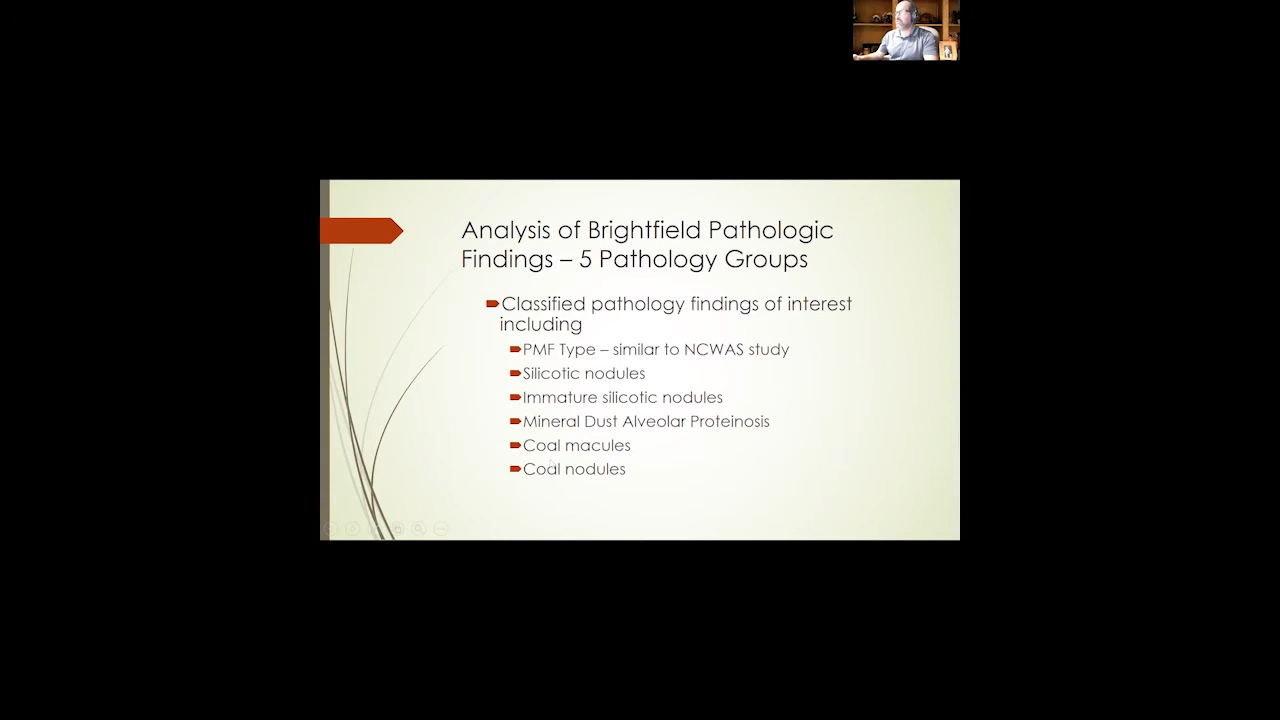 Analysis of Brightfield Pathologic
Findings – 5 Pathology Groups
Classified pathology findings of interest
including
PMF Type – similar to NCWAS study
Silicotic nodules
Immature silicotic nodules
Mineral Dust Alveolar Proteinosis
Coal macules
Coal nodules